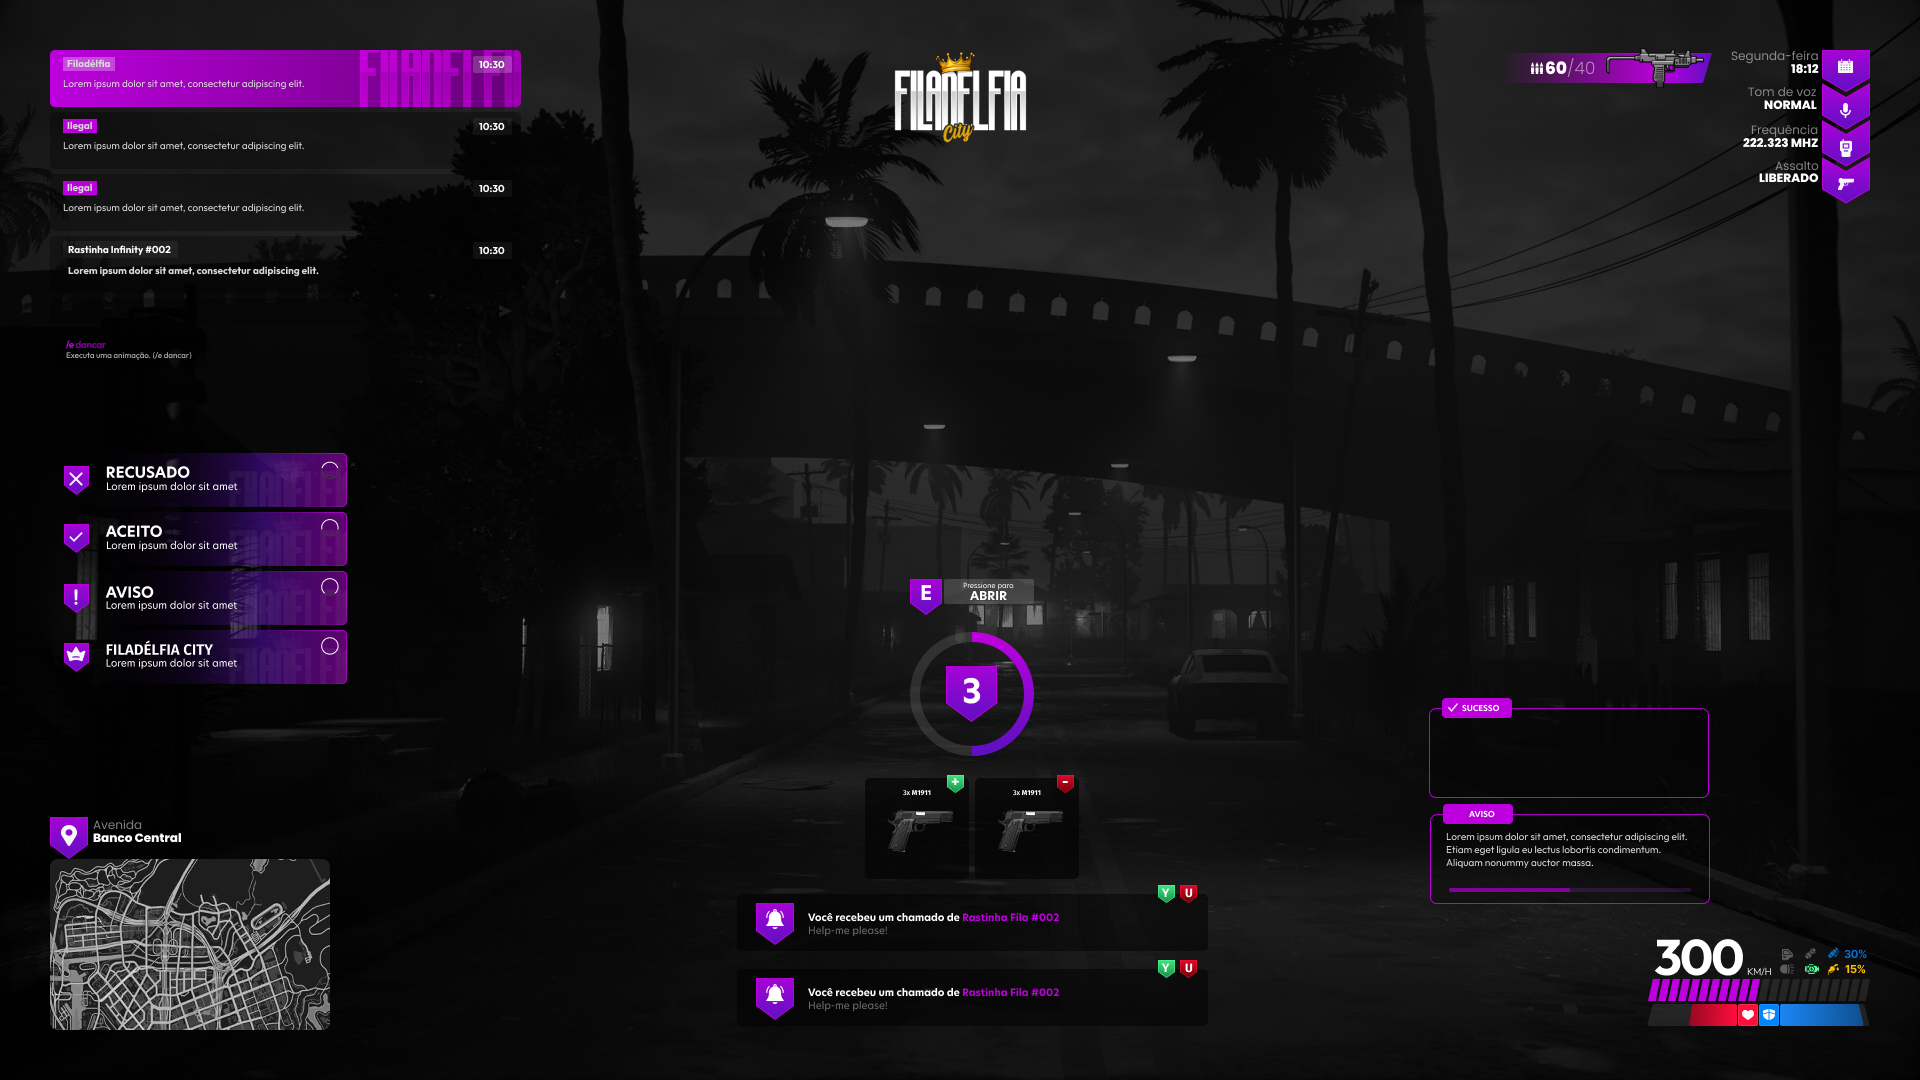 Filadélfia
10:30
Lorem ipsum dolor sit amet, consectetur adipiscing elit.
Ilegal
10:30
Lorem ipsum dolor sit amet, consectetur adipiscing elit.
Ilegal
10:30
Lorem ipsum dolor sit amet, consectetur adipiscing elit.
Rastinha Infinity #002
10:30
Lorem ipsum dolor sit amet, consectetur adipiscing elit.
/e dancar
Executa uma animação. (/e dancar)
FILADELFIA
City
60/40
Segunda-feira
18:12
Tom de voz
NORMAL
Frequência
222.323 MHZ
Assalto
LIBERADO
RECUSADO
Lorem ipsum dolor sit amet
ACEITO
Lorem ipsum dolor sit amet
AVISO
Lorem ipsum dolor sit amet
FILADÉLFIA CITY
Lorem ipsum dolor sit amet
E
Pressione para
ABRIR
3
3x M1911
+
3x M1911
-
Y U
Você recebeu um chamado de Rastinha Fila #002
Help-me please!
Y U
Você recebeu um chamado de Rastinha Fila #002
Help-me please!
SUCESSO
AVISO
Lorem ipsum dolor sit amet, consectetur adipiscing elit.
Etiam eget ligula eu lectus lobortis condimentum.
Aliquam nonummy auctor massa.
Avenida
Banco Central
300 KM/H
30%
15%